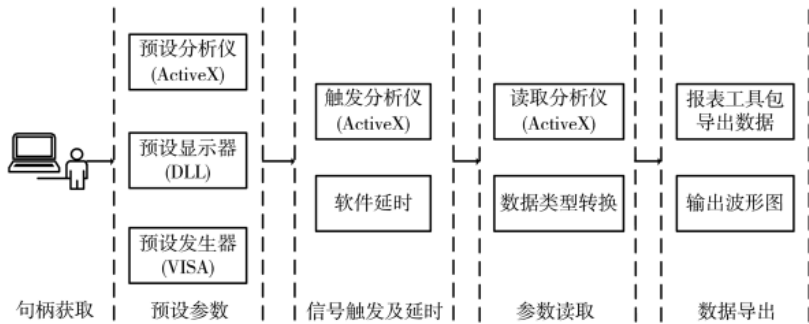 预设分析仪
(ActiveX)
预设显示器
(DLL)
预设发生器
(VISA)
触发分析仪
(ActiveX)
软件延时
读取分析仪
(ActiveX)
数据类型转换
报表工具包
导出数据
输出波形图
句柄获取
预设参数
信号触发及延时
参数读取
数据导出